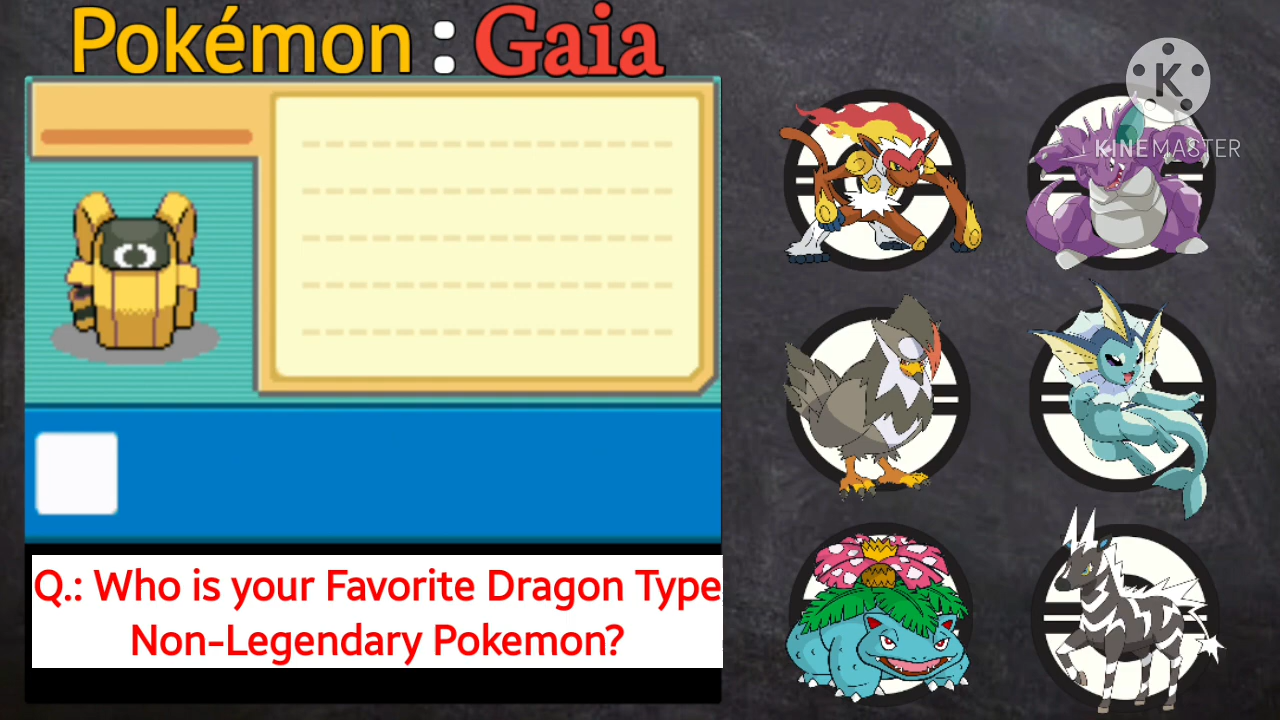 Pokémon : Gaia
K
KINEMASTER
Q.: Who is your Favorite Dragon Type
Non-Legendary Pokemon?